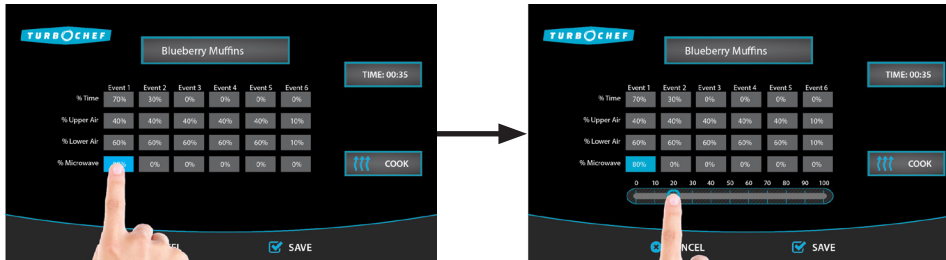 TURBOCHEF
Blueberry Muffins
TIME: 00:35
Event 1 Event 2 Event 3 Event 4 Event 5 Event 6
% Time 70% 30% 0% 0% 0% 0%
% Upper Air 40% 40% 40% 40% 40% 10%
% Lower Air 60% 60% 60% 60% 60% 10%
% Microwave 0% 0% 0% 0% 0%
COOK
SAVE
TURBOCHEF
Blueberry Muffins
TIME: 00:35
Event 1 Event 2 Event 3 Event 4 Event 5 Event 6
% Time 70% 30% 0% 0% 0% 0%
% Upper Air 40% 40% 40% 40% 40% 10%
% Lower Air 60% 60% 60% 60% 60% 10%
% Microwave 80% 0% 0% 0% 0% 0%
COOK
0 10 20 30 40 50 60 70 80 90 100
NCEL SAVE